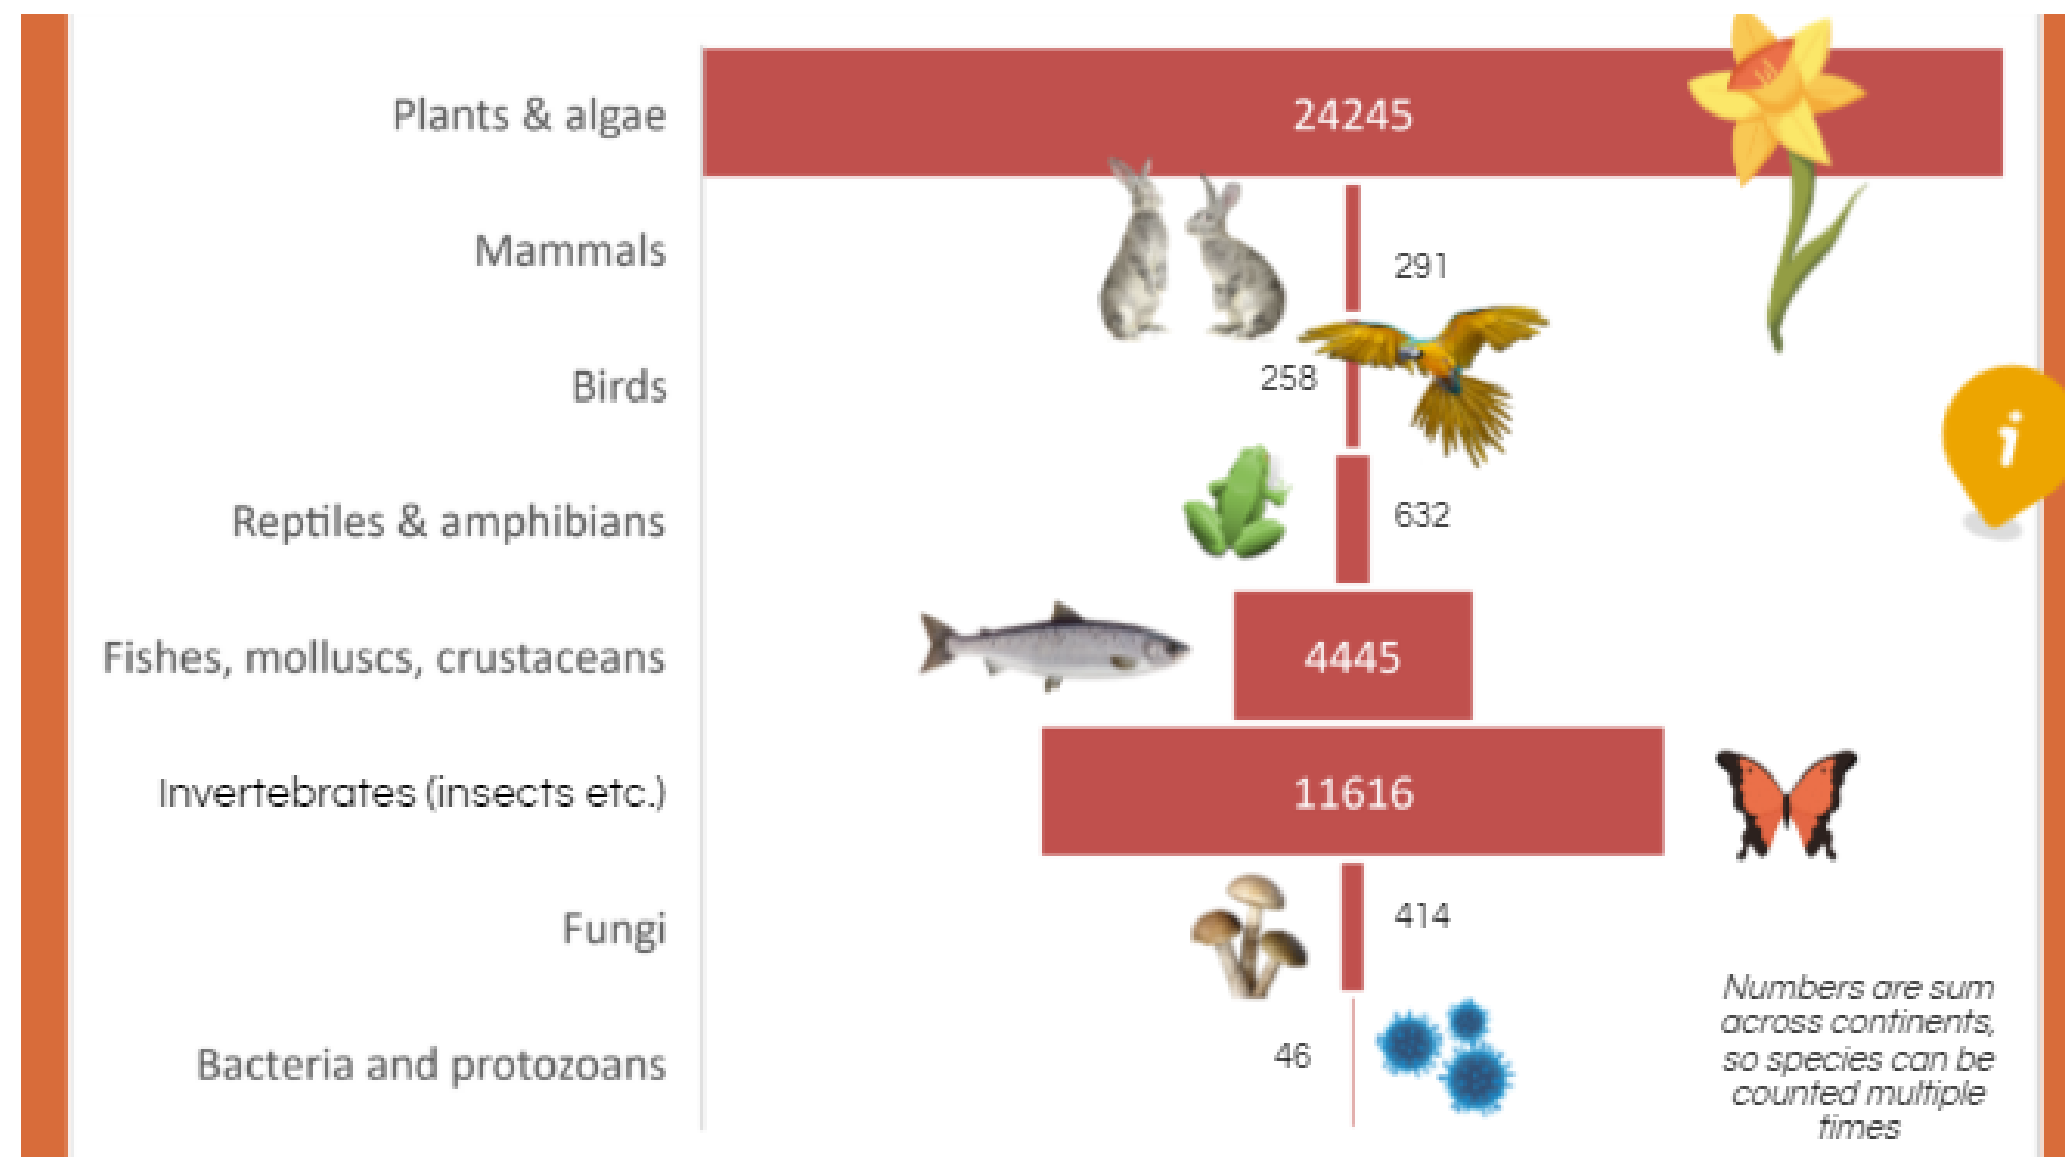 Plants & algae
24245
Mammals
291
Birds
258
Reptiles & amphibians
632
Fishes, molluscs, crustaceans
4445
Invertebrates (insects etc.)
11616
Fungi
414
Bacteria and protozoans
46
i
Numbers are sum
across continents,
so species can be
counted multiple
times